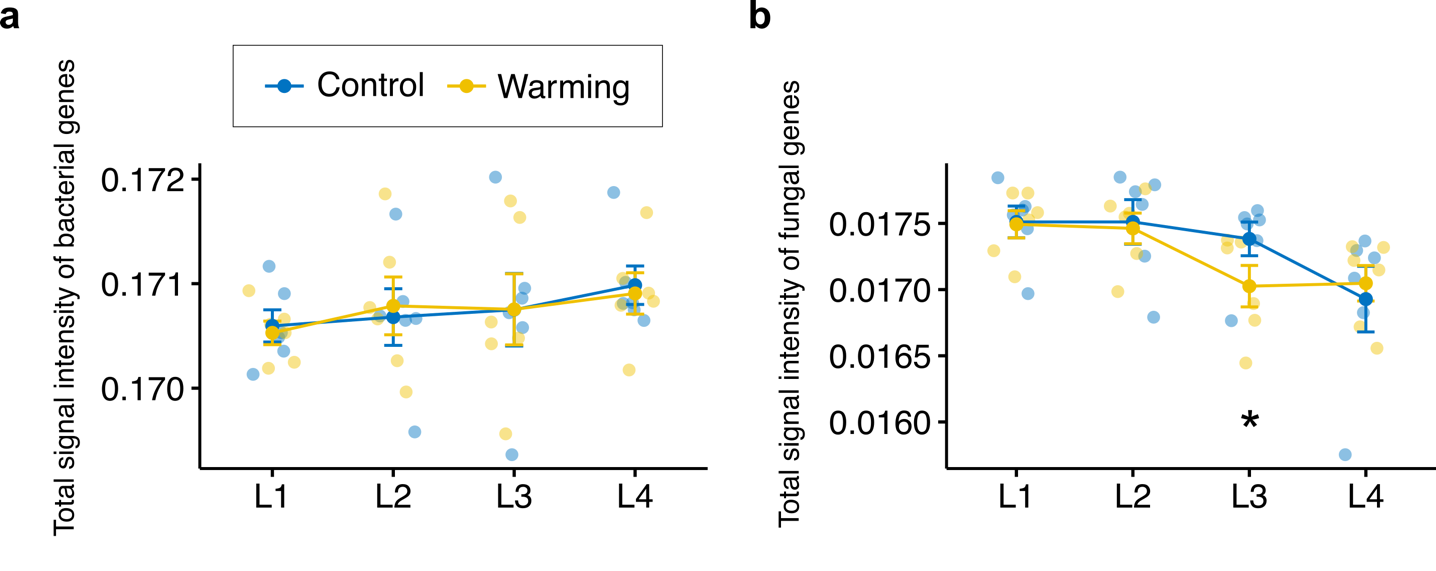 a
Control
Warming
Total signal intensity of bacterial genes
0.172
0.171
0.170
L1
L2
L3
L4
b
Total signal intensity of fungal genes
0.0175
0.0170
0.0165
0.0160
*
L1
L2
L3
L4